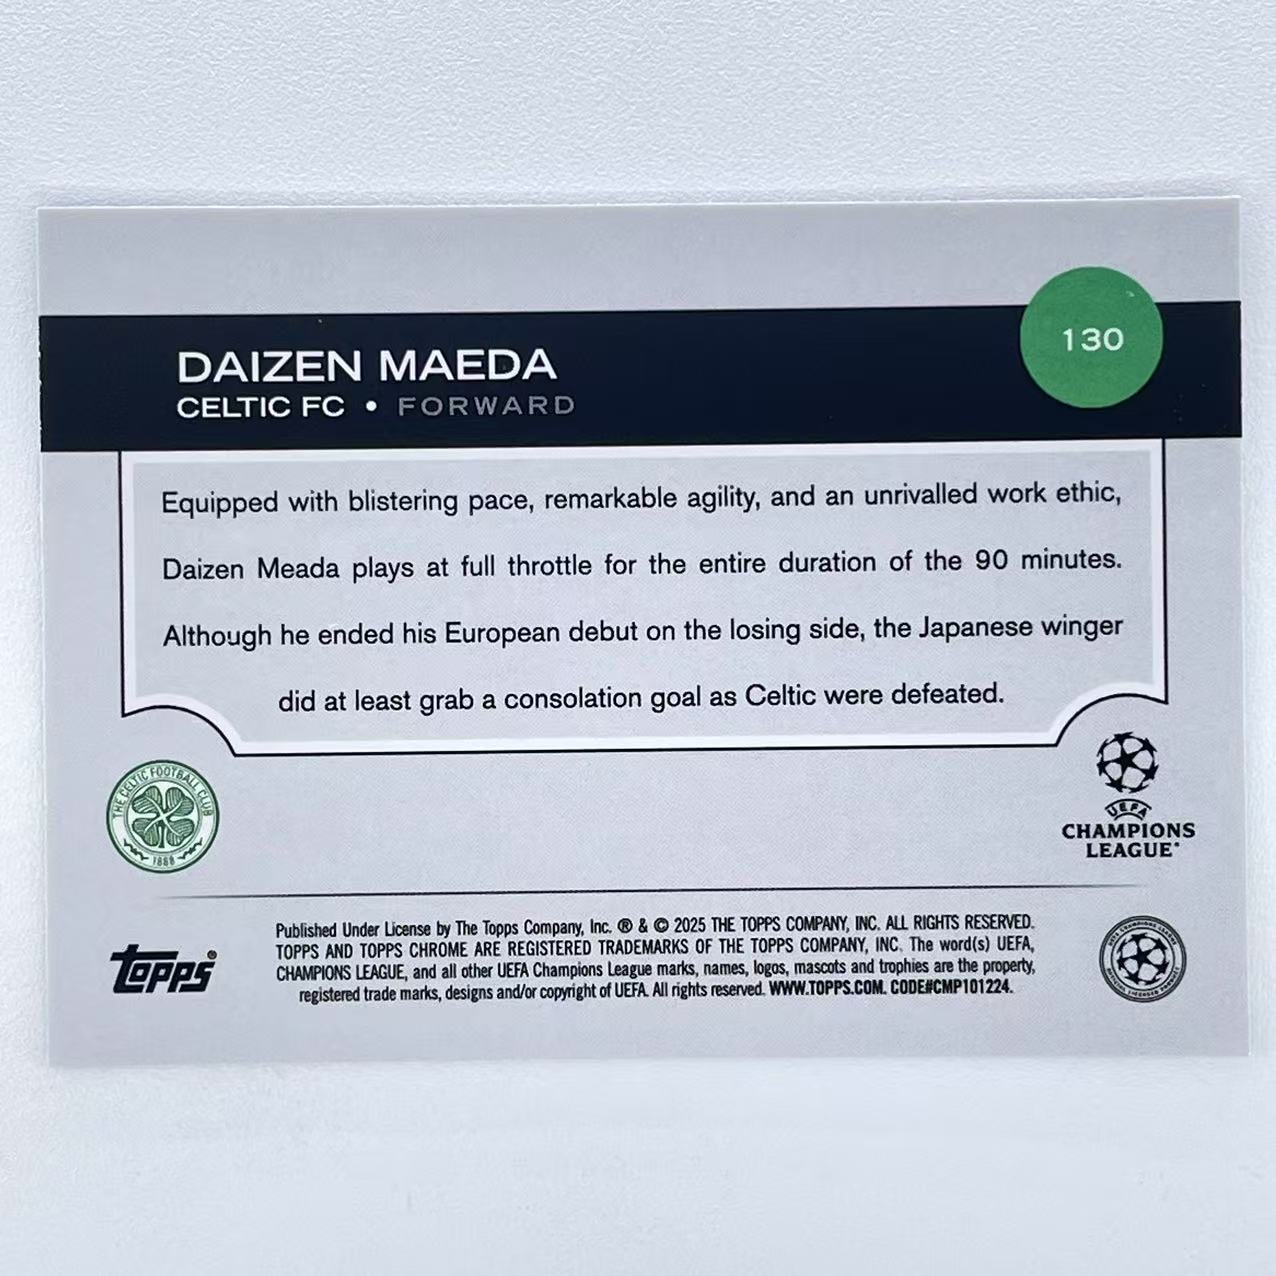 130
DAIZEN MAEDA
CELTIC FC • FORWARD
Equipped with blistering pace, remarkable agility, and an unrivalled work ethic,
Daizen Meada plays at full throttle for the entire duration of the 90 minutes.
Although he ended his European debut on the losing side, the Japanese winger
did at least grab a consolation goal as Celtic were defeated.
THE CELTIC FOOTBALL CLUB
1888
UEFA
CHAMPIONS
LEAGUE®
topps®
Published Under License by The Topps Company, Inc. ® & © 2025 THE TOPPS COMPANY, INC. ALL RIGHTS RESERVED.
TOPPS AND TOPPS CHROME ARE REGISTERED TRADEMARKS OF THE TOPPS COMPANY, INC. The word(s) UEFA,
CHAMPIONS LEAGUE, and all other UEFA Champions League marks, names, logos, mascots and trophies are the property,
registered trade marks, designs and/or copyright of UEFA. All rights reserved. WWW.TOPPS.COM. CODE#CMP101224.